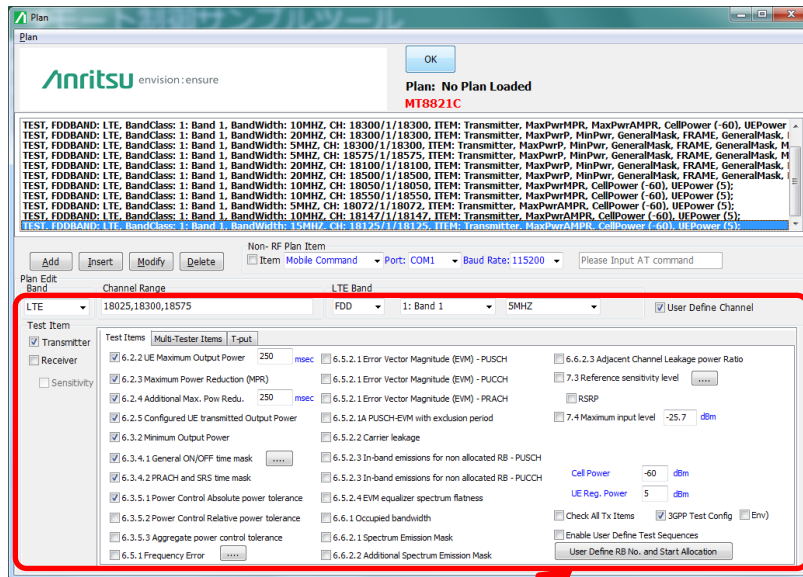 Plan
モート制御サンプルツール
Plan
OK
Anritsu envision : ensure
Plan: No Plan Loaded
MT8821C
TEST, FDDBAND: LTE, BandClass: 1: Band 1, BandWidth: 10MHZ, CH: 18300/1/18300, ITEM: Transmitter, MaxPwrMPR, MaxPwrAMPR, CellPower (-60), UEPower
TEST, FDDBAND: LTE, BandClass: 1: Band 1, BandWidth: 10MHZ, CH: 18300/1/18300, ITEM: Transmitter, MaxPwrP, MinPwr, GeneralMask, FRAME, GeneralMask,
TEST, FDDBAND: LTE, BandClass: 1: Band 1, BandWidth: 5MHZ, CH: 18300/1/18300, ITEM: Transmitter, MaxPwrP, MinPwr, GeneralMask, FRAME, GeneralMask, M
TEST, FDDBAND: LTE, BandClass: 1: Band 1, BandWidth: 5MHZ, CH: 18575/1/18575, ITEM: Transmitter, MaxPwrP, MinPwr, GeneralMask, FRAME, GeneralMask, M
TEST, FDDBAND: LTE, BandClass: 1: Band 1, BandWidth: 20MHZ, CH: 18100/1/18100, ITEM: Transmitter, MaxPwrP, MinPwr, GeneralMask, FRAME, GeneralMask,
TEST, FDDBAND: LTE, BandClass: 1: Band 1, BandWidth: 20MHZ, CH: 18500/1/18500, ITEM: Transmitter, MaxPwrP, MinPwr, GeneralMask, FRAME, GeneralMask,
TEST, FDDBAND: LTE, BandClass: 1: Band 1, BandWidth: 10MHZ, CH: 18050/1/18050, ITEM: Transmitter, MaxPwrMPR, CellPower (-60), UEPower (5);
TEST, FDDBAND: LTE, BandClass: 1: Band 1, BandWidth: 10MHZ, CH: 18550/1/18550, ITEM: Transmitter, MaxPwrMPR, CellPower (-60), UEPower (5);
TEST, FDDBAND: LTE, BandClass: 1: Band 1, BandWidth: 5MHZ, CH: 18072/1/18072, ITEM: Transmitter, MaxPwrAMPR, CellPower (-60), UEPower (5);
TEST, FDDBAND: LTE, BandClass: 1: Band 1, BandWidth: 10MHZ, CH: 18147/1/18147, ITEM: Transmitter, MaxPwrAMPR, CellPower (-60), UEPower (5);
TEST, FDDBAND: LTE, BandClass: 1: Band 1, BandWidth: 15MHZ, CH: 18125/1/18125, ITEM: Transmitter, MaxPwrAMPR, CellPower (-60), UEPower (5);
Non- RF Plan Item
Add Insert Modify Delete Item Mobile Command Port: COM1 Baud Rate: 115200 Please Input AT command
Plan Edit
Band Channel Range LTE Band
LTE 18025,18300,18575 FDD 1: Band 1 5MHZ User Define Channel
Test Item
Transmitter
Receiver
Sensitivity
Test Items Multi-Tester Items T-put
6.2.2 UE Maximum Output Power 250 msec
6.2.3 Maximum Power Reduction (MPR)
6.2.4 Additional Max. Pow Redu. 250 msec
6.2.5 Configured UE transmitted Output Power
6.3.2 Minimum Output Power
6.3.4.1 General ON/OFF time mask ....
6.3.4.2 PRACH and SRS time mask
6.3.5.1 Power Control Absolute power tolerance
6.3.5.2 Power Control Relative power tolerance
6.3.5.3 Aggregate power control tolerance
6.5.1 Frequency Error ....
6.5.2.1 Error Vector Magnitude (EVM) - PUSCH
6.5.2.1 Error Vector Magnitude (EVM) - PUCCH
6.5.2.1 Error Vector Magnitude (EVM) - PRACH
6.5.2.1A PUSCH-EVM with exclusion period
6.5.2.2 Carrier leakage
6.5.2.3 In-band emissions for non allocated RB - PUSCH
6.5.2.3 In-band emissions for non allocated RB - PUCCH
6.5.2.4 EVM equalizer spectrum flatness
6.6.1 Occupied bandwidth
6.6.2.1 Spectrum Emission Mask
6.6.2.2 Additional Spectrum Emission Mask
6.6.2.3 Adjacent Channel Leakage power Ratio
7.3 Reference sensitivity level ....
RSRP
7.4 Maximum input level -25.7 dBm
Cell Power -60 dBm
UE Reg. Power 5 dBm
Check All Tx Items 3GPP Test Config Env)
Enable User Define Test Sequences
User Define RB No. and Start Allocation